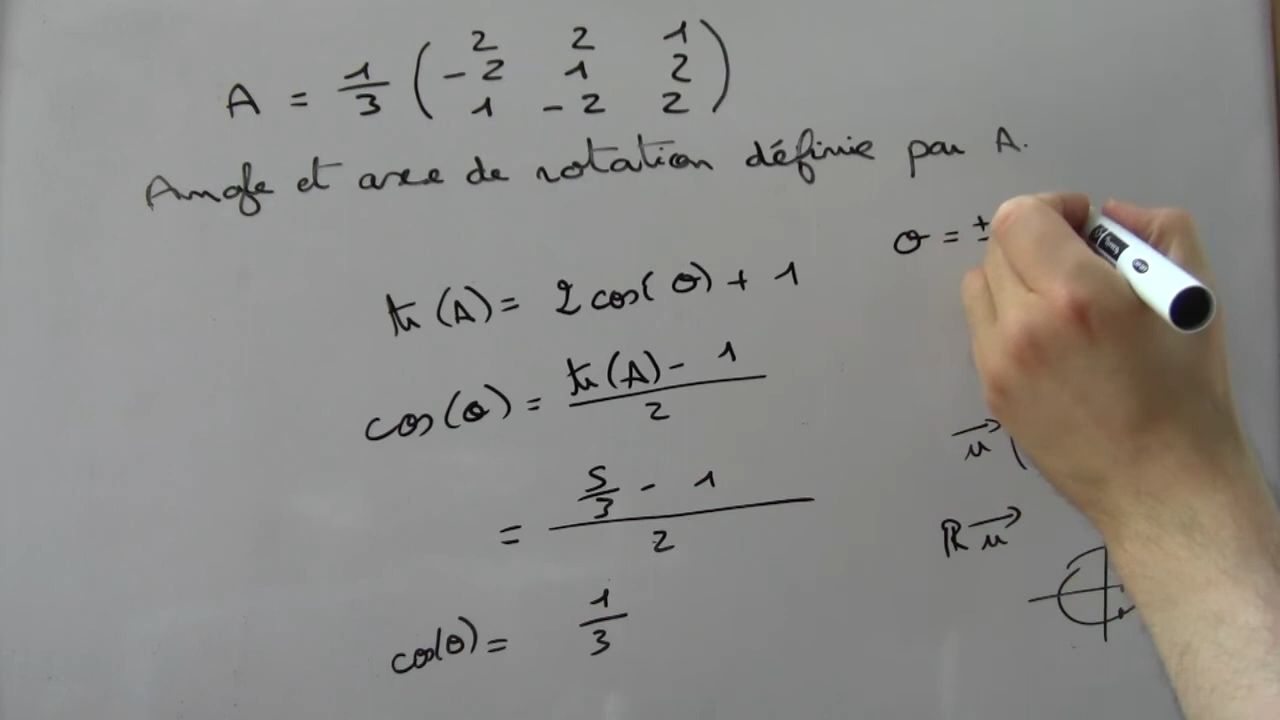 A = 1/3 ( 2 2 1
-2 1 2
1 -2 2 )
Angle et axe de rotation définie par A.
θ = ±
tr(A) = 2cos(θ) + 1
cos(θ) = (tr(A) - 1)/2
u⃗ (
= (5/3 - 1)/2
ℝu⃗
cos(θ) = 1/3